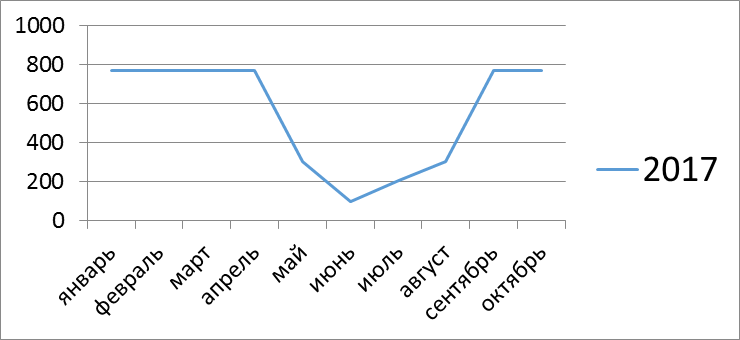 1000
800
600
400
200
0
январь
февраль
март
апрель
май
июнь
июль
август
сентябрь
октябрь
2017